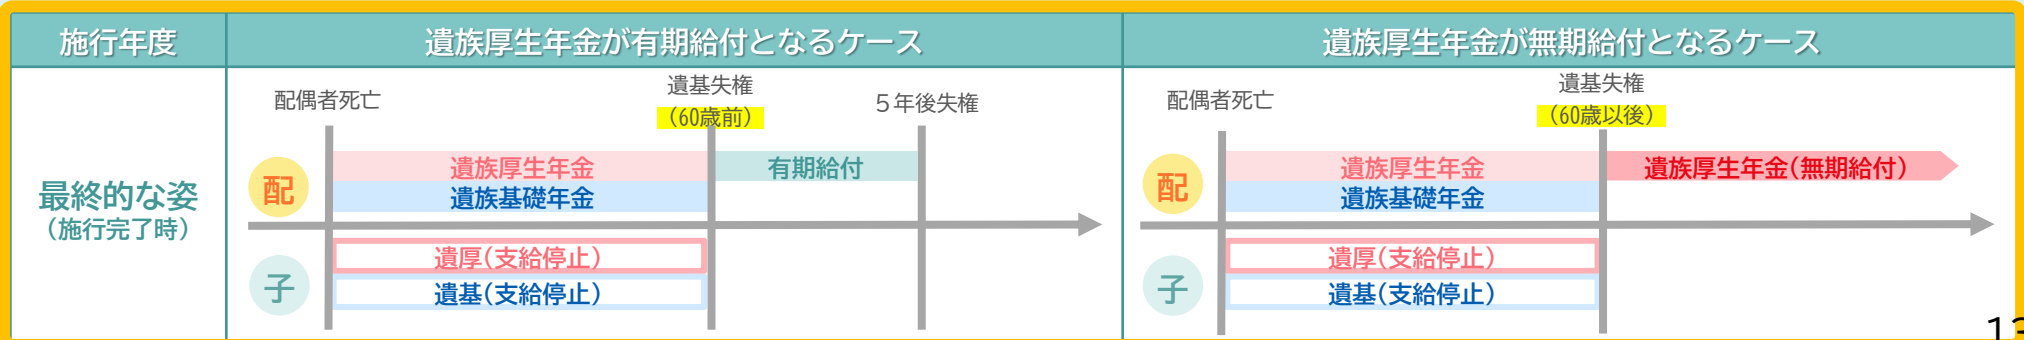 施行年度
遺族厚生年金が有期給付となるケース
遺族厚生年金が無期給付となるケース
最終的な姿
（施行完了時）
配偶者死亡
遺基失権
（60歳前）
５年後失権
配
遺族厚生年金
遺族基礎年金
有期給付
子
遺厚（支給停止）
遺基（支給停止）
配偶者死亡
遺基失権
（60歳以後）
配
遺族厚生年金
遺族基礎年金
遺族厚生年金（無期給付）
子
遺厚（支給停止）
遺基（支給停止）